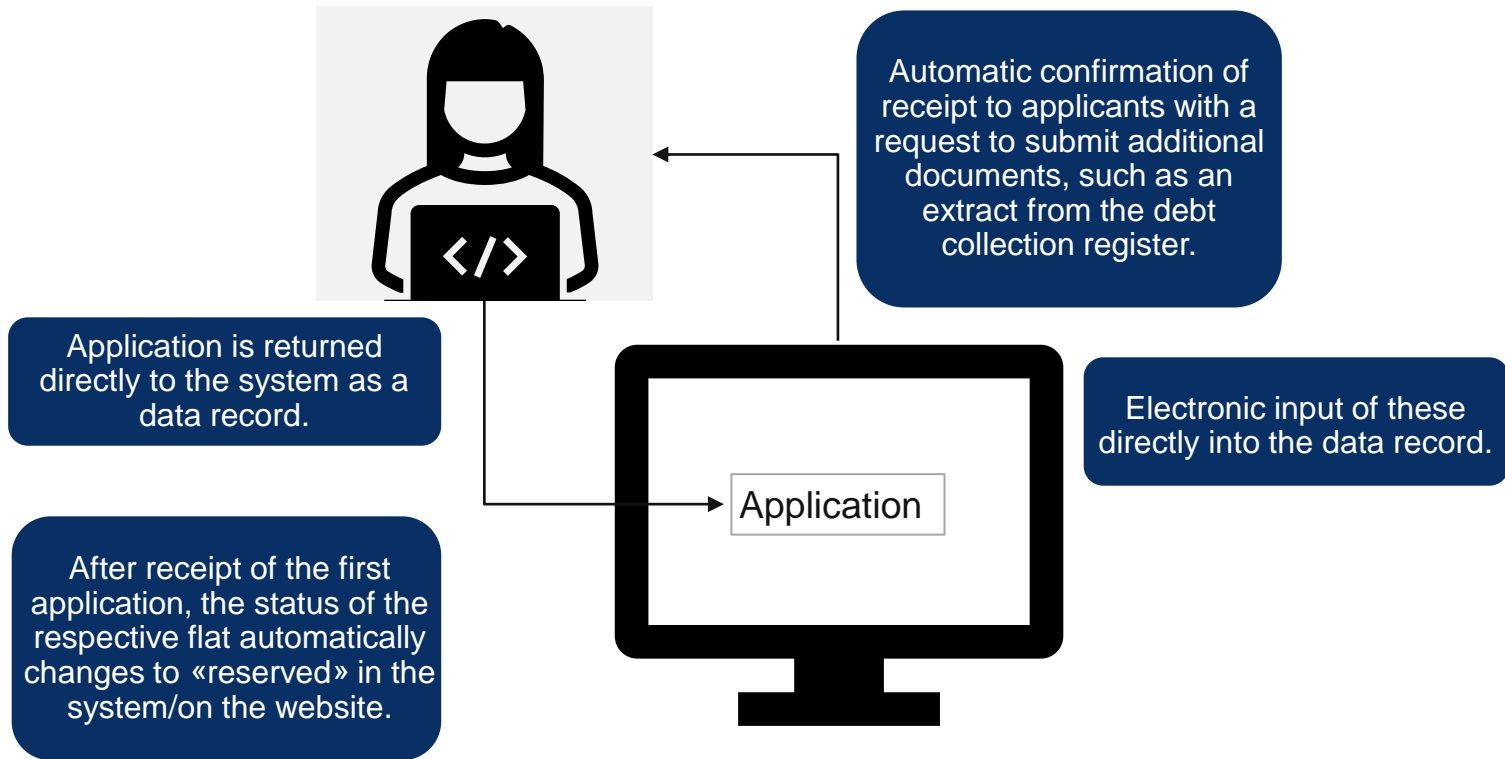 Automatic confirmation of
receipt to applicants with a
request to submit additional
documents, such as an
extract from the debt
collection register.
</>
Application is returned
directly to the system as a
data record.
Electronic input of these
directly into the data record.
Application
After receipt of the first
application, the status of the
respective flat automatically
changes to «reserved» in the
system/on the website.